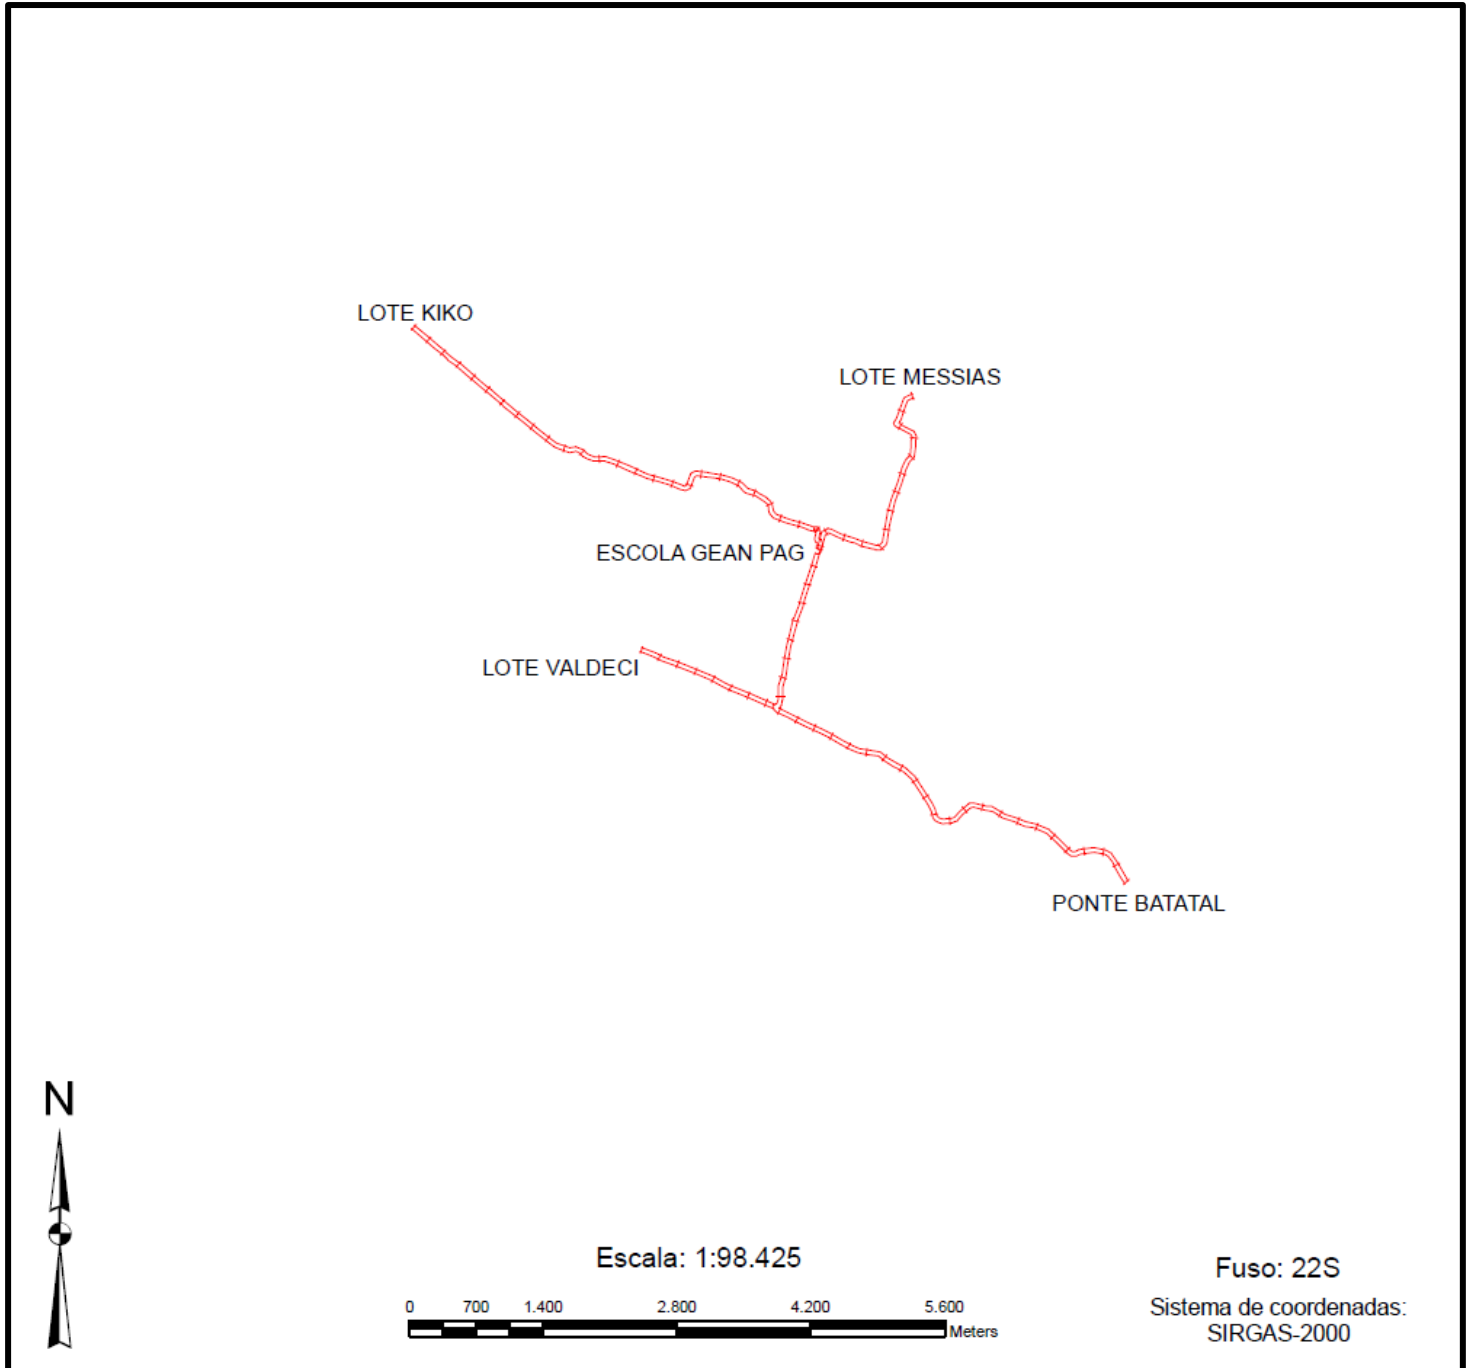 LOTE KIKO
LOTE MESSIAS
ESCOLA GEAN PAG
LOTE VALDECI
PONTE BATATAL
N
Escala: 1:98.425
0 700 1.400 2.800 4.200 5.600
Meters
Fuso: 22S
Sistema de coordenadas:
SIRGAS-2000